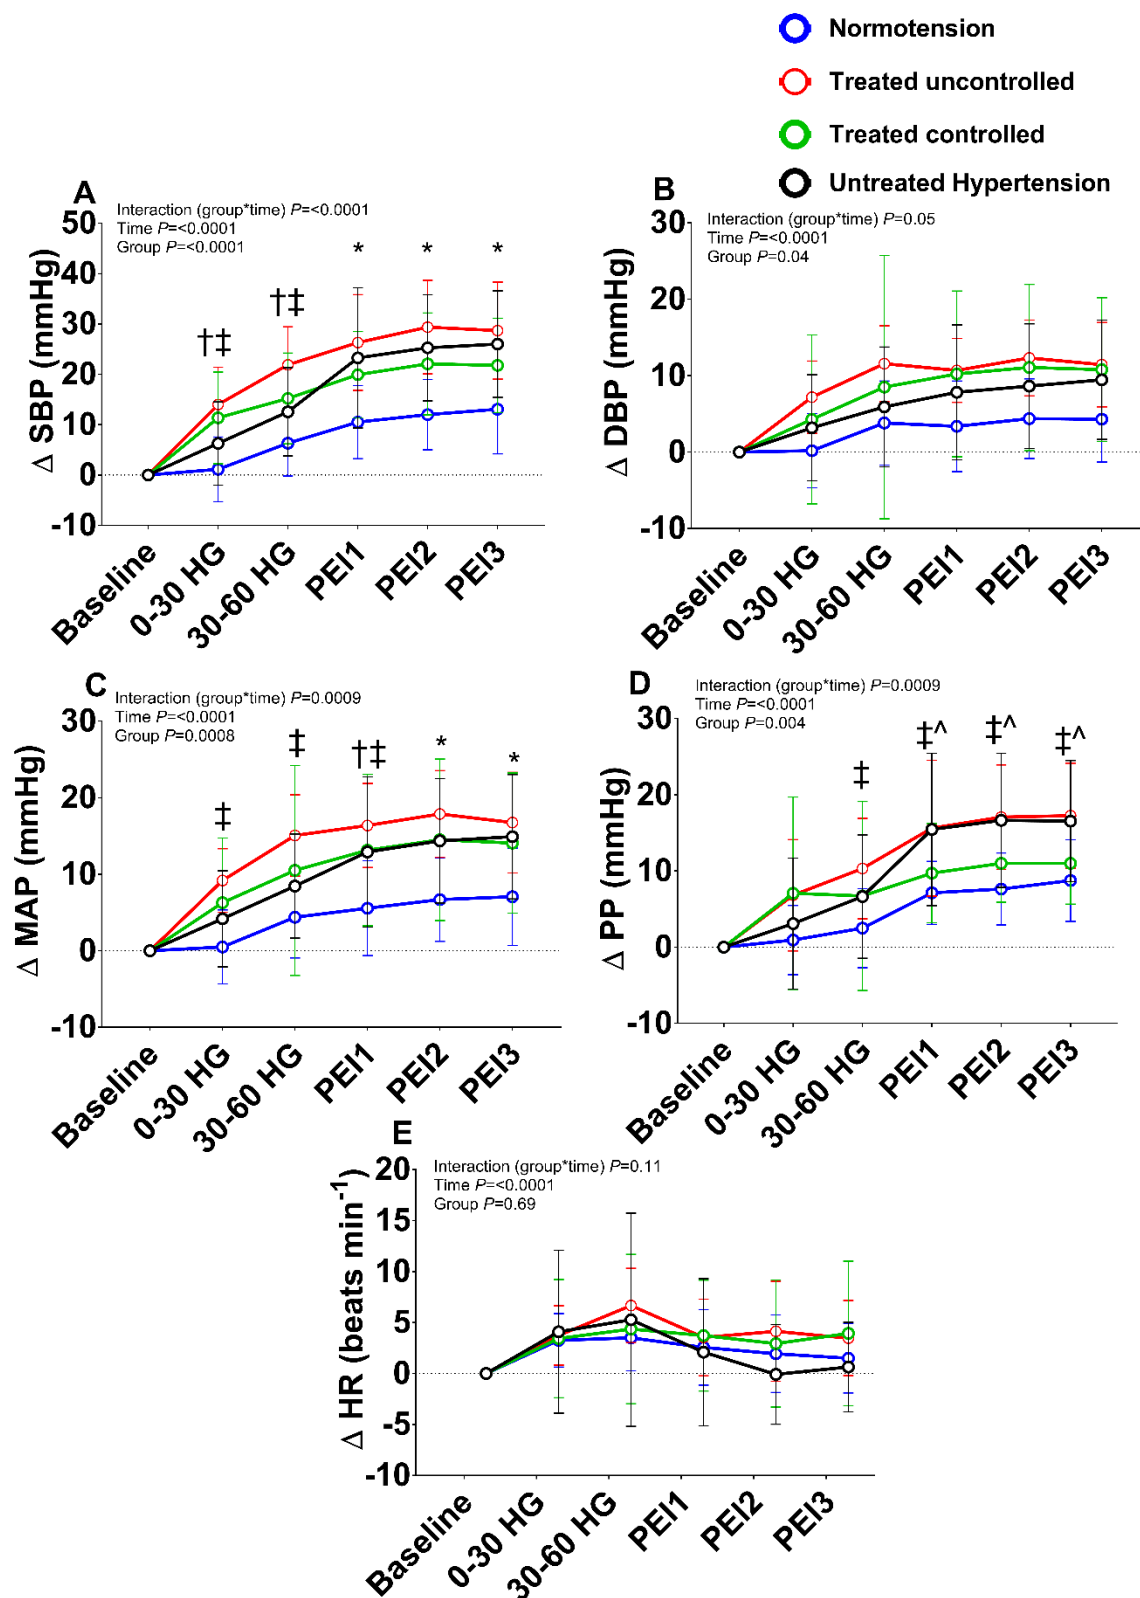 Normotension
Treated uncontrolled
Treated controlled
Untreated Hypertension
A
Interaction (group*time) P=<0.0001
Time P=<0.0001
Group P=<0.0001
Δ SBP (mmHg)
50
40
30
20
10
0
-10
†‡
†‡
*
*
*
Baseline
0-30 HG
30-60 HG
PEI1
PEI2
PEI3
B
Interaction (group*time) P=0.05
Time P=<0.0001
Group P=0.04
Δ DBP (mmHg)
30
20
10
0
-10
Baseline
0-30 HG
30-60 HG
PEI1
PEI2
PEI3
C
Interaction (group*time) P=0.0009
Time P=<0.0001
Group P=0.0008
Δ MAP (mmHg)
30
20
10
0
-10
‡
‡
†‡
*
*
Baseline
0-30 HG
30-60 HG
PEI1
PEI2
PEI3
D
Interaction (group*time) P=0.0009
Time P=<0.0001
Group P=0.004
Δ PP (mmHg)
30
20
10
0
-10
‡
‡^
‡^
‡^
Baseline
0-30 HG
30-60 HG
PEI1
PEI2
PEI3
E
Interaction (group*time) P=0.11
Time P=<0.0001
Group P=0.69
Δ HR (beats min⁻¹)
20
15
10
5
0
-5
-10
Baseline
0-30 HG
30-60 HG
PEI1
PEI2
PEI3